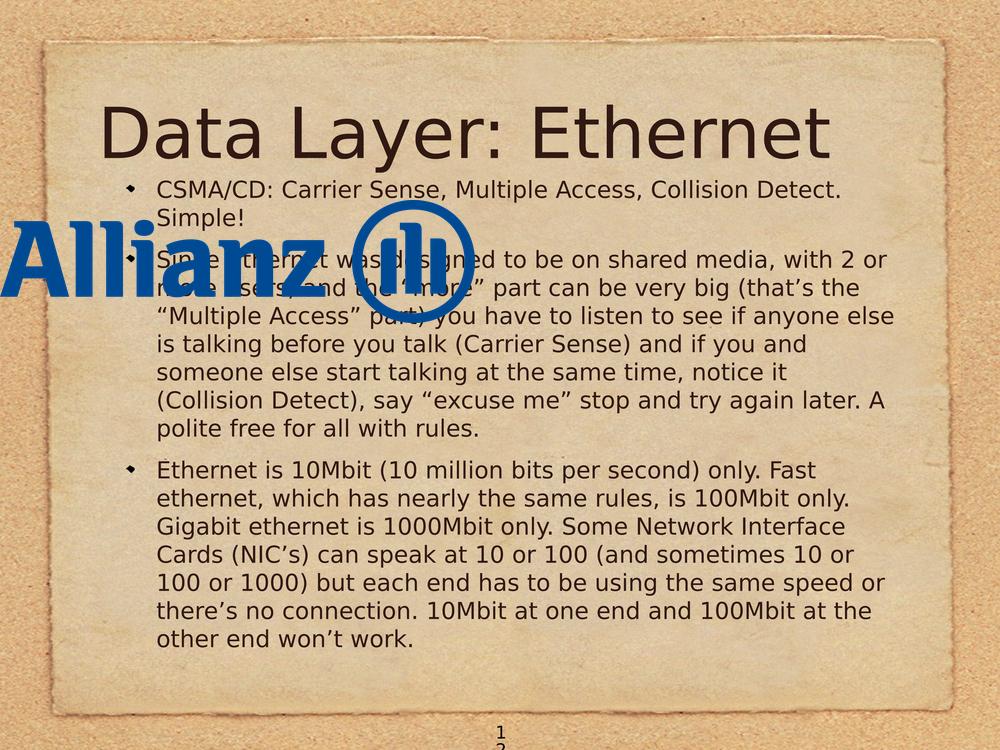 Data Layer: Ethernet
CSMA/CD: Carrier Sense, Multiple Access, Collision Detect.
Simple!
Allianz
Since Ethernet was designed to be on shared media, with 2 or
more users, and the “more” part can be very big (that’s the
“Multiple Access” part) you have to listen to see if anyone else
is talking before you talk (Carrier Sense) and if you and
someone else start talking at the same time, notice it
(Collision Detect), say “excuse me” stop and try again later. A
polite free for all with rules.
Ethernet is 10Mbit (10 million bits per second) only. Fast
ethernet, which has nearly the same rules, is 100Mbit only.
Gigabit ethernet is 1000Mbit only. Some Network Interface
Cards (NIC’s) can speak at 10 or 100 (and sometimes 10 or
100 or 1000) but each end has to be using the same speed or
there’s no connection. 10Mbit at one end and 100Mbit at the
other end won’t work.
1
2